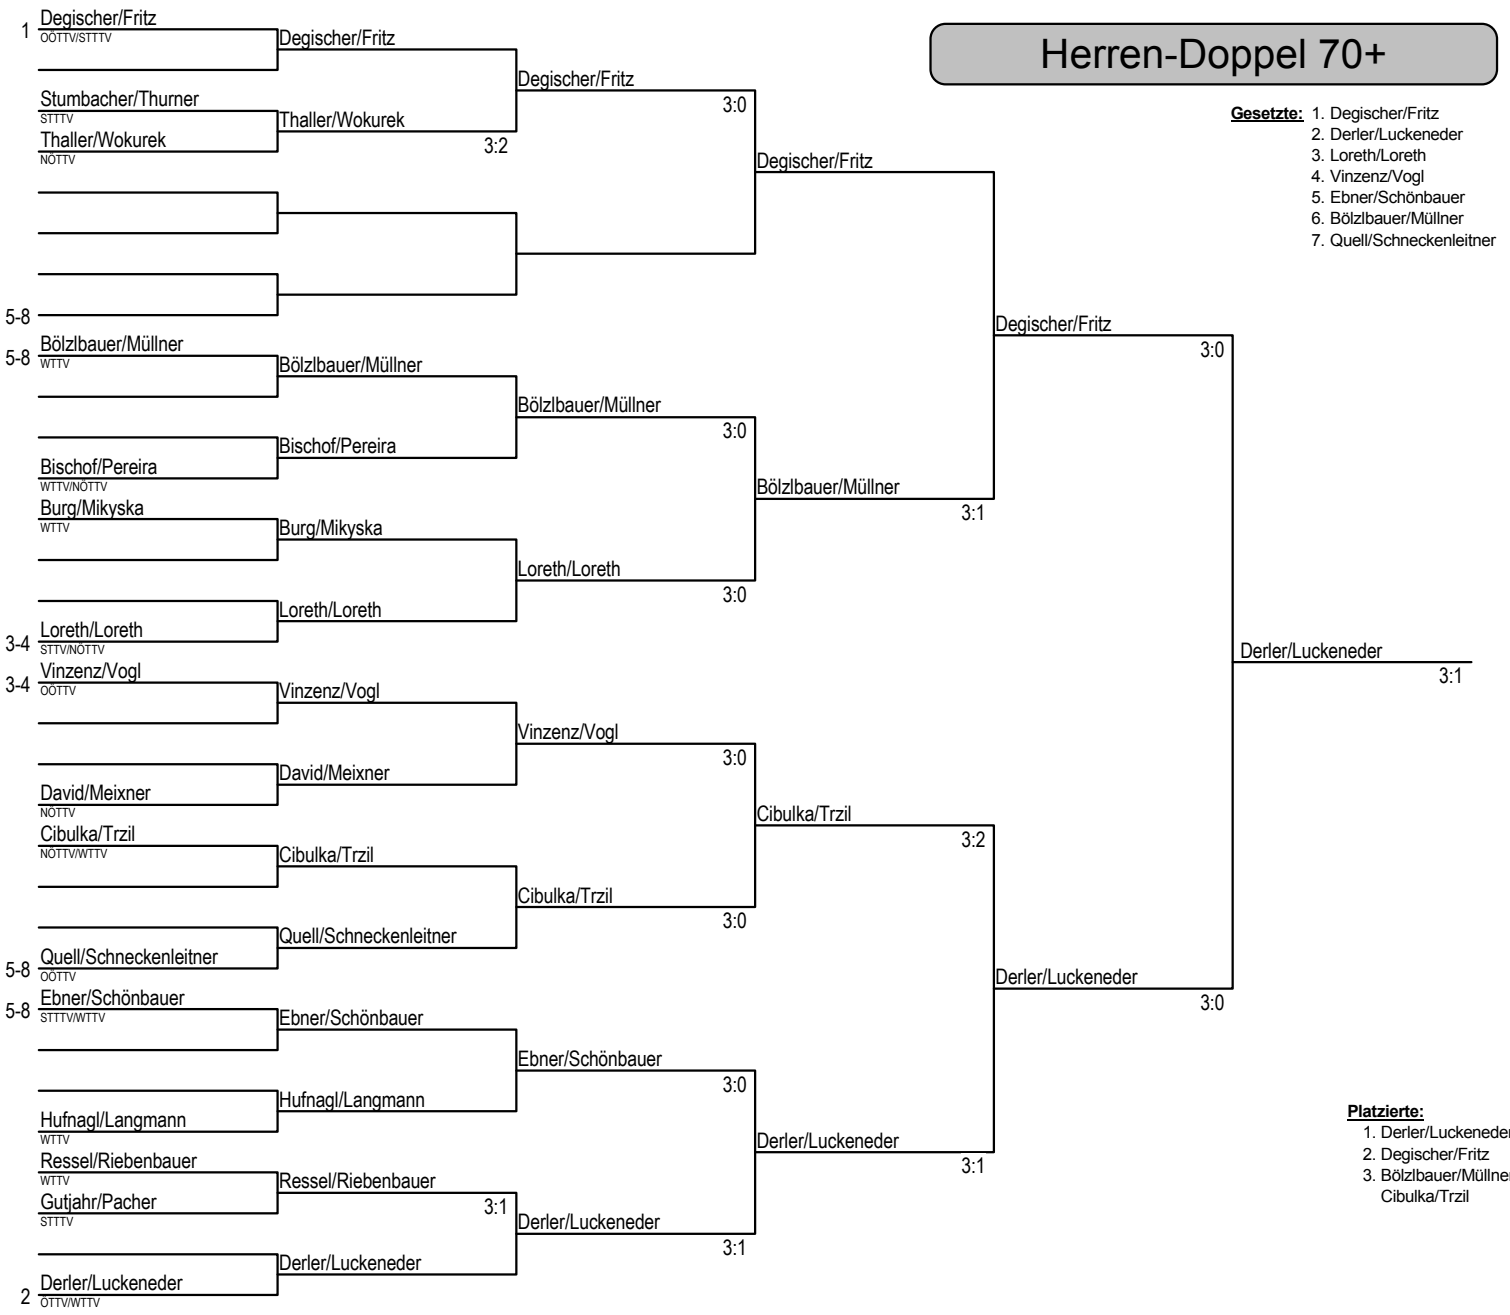 Herren-Doppel 70+
Gesetzte: 1. Degischer/Fritz
2. Derler/Luckeneder
3. Loreth/Loreth
4. Vinzenz/Vogl
5. Ebner/Schönbauer
6. Bölzlbauer/Müllner
7. Quell/Schneckenleitner
1 Degischer/Fritz
OÖTTV/STTTV
Stumbacher/Thurner
STTTV
Thaller/Wokurek
NÖTTV
5-8
5-8 Bölzlbauer/Müllner
WTTV
Bischof/Pereira
WTTV/NÖTTV
Burg/Mikyska
WTTV
3-4 Loreth/Loreth
STTV/NÖTTV
3-4 Vinzenz/Vogl
OÖTTV
David/Meixner
NÖTTV
Cibulka/Trzil
NÖTTV/WTTV
5-8 Quell/Schneckenleitner
OÖTTV
5-8 Ebner/Schönbauer
STTTV/WTTV
Hufnagl/Langmann
WTTV
Ressel/Riebenbauer
WTTV
Gutjahr/Pacher
STTTV
2 Derler/Luckeneder
ÖTTV/WTTV
Degischer/Fritz
Thaller/Wokurek
3:2
Bölzlbauer/Müllner
Bischof/Pereira
Burg/Mikyska
Loreth/Loreth
Vinzenz/Vogl
David/Meixner
Cibulka/Trzil
Quell/Schneckenleitner
Ebner/Schönbauer
Hufnagl/Langmann
Ressel/Riebenbauer
3:1
Derler/Luckeneder
Degischer/Fritz
3:0
Bölzlbauer/Müllner
3:0
Loreth/Loreth
3:0
Vinzenz/Vogl
3:0
Cibulka/Trzil
3:0
Ebner/Schönbauer
3:0
Derler/Luckeneder
3:1
Degischer/Fritz
Bölzlbauer/Müllner
3:1
Cibulka/Trzil
3:2
Derler/Luckeneder
3:1
Degischer/Fritz
3:0
Derler/Luckeneder
3:0
Derler/Luckeneder
3:1
Platzierte:
1. Derler/Luckeneder
2. Degischer/Fritz
3. Bölzlbauer/Müllner
Cibulka/Trzil